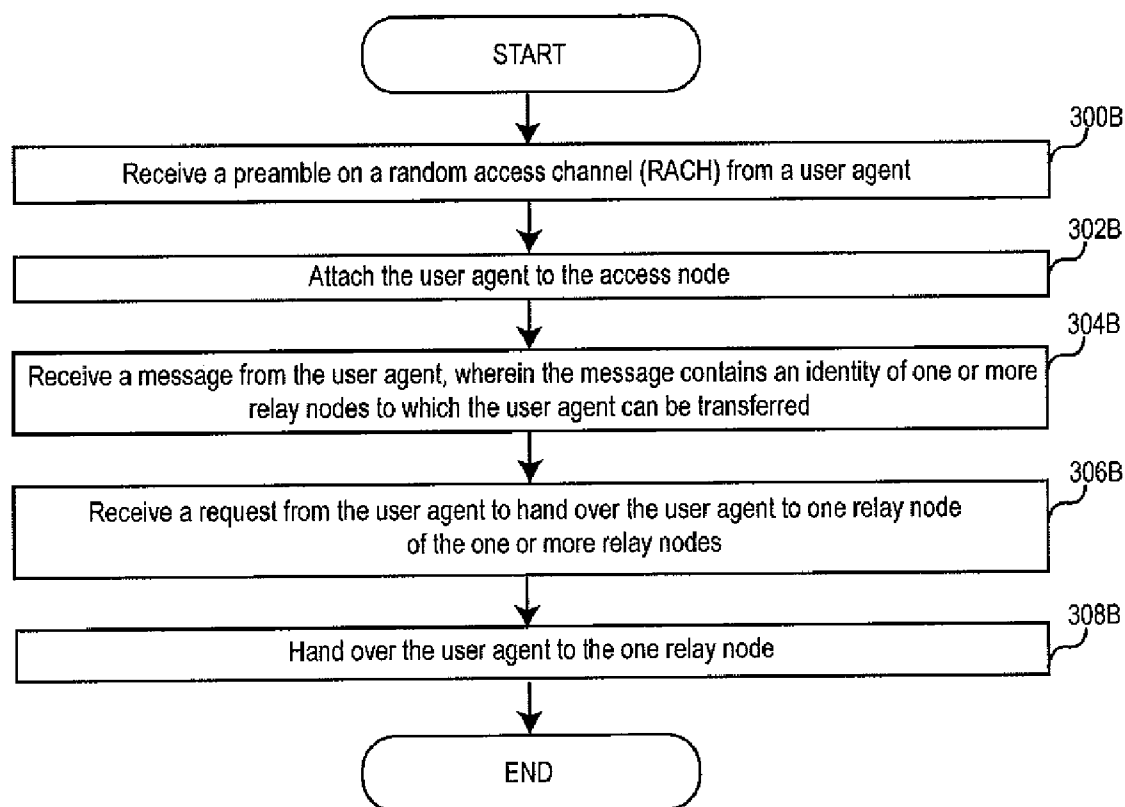 START
300B
Receive a preamble on a random access channel (RACH) from a user agent
302B
Attach the user agent to the access node
304B
Receive a message from the user agent, wherein the message contains an identity of one or more
relay nodes to which the user agent can be transferred
306B
Receive a request from the user agent to hand over the user agent to one relay node
of the one or more relay nodes
308B
Hand over the user agent to the one relay node
END